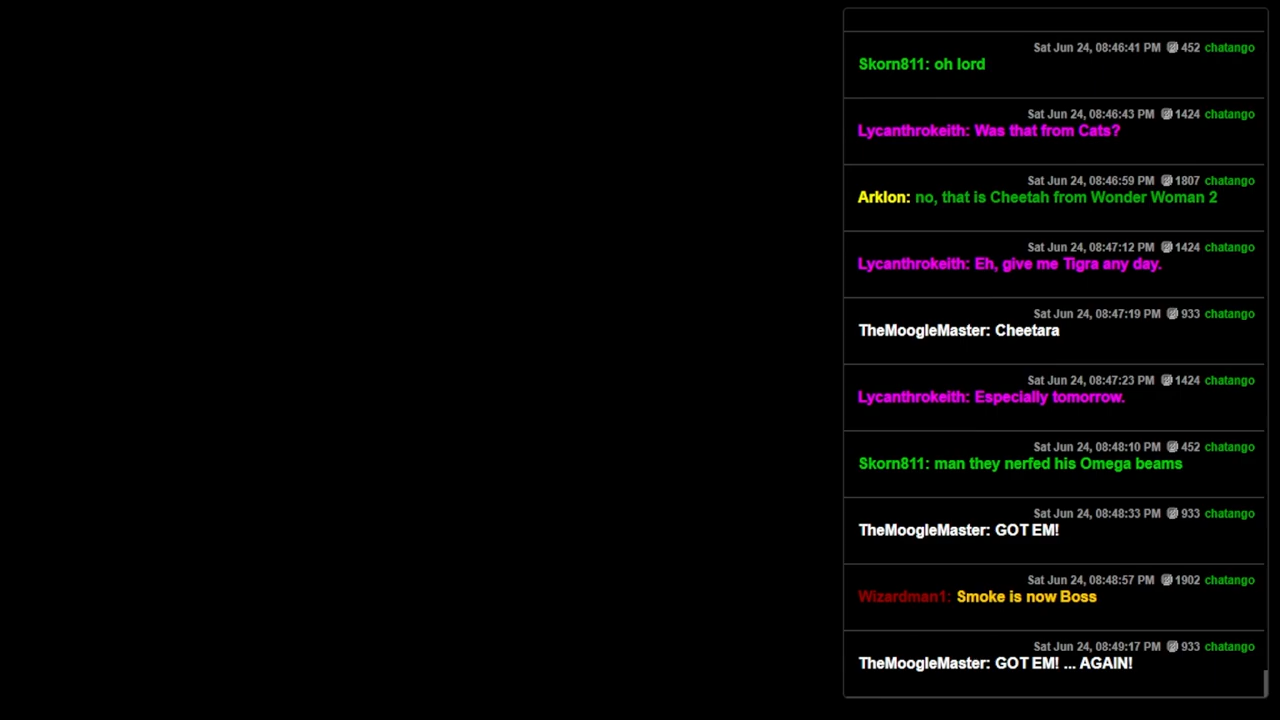 Sat Jun 24, 08:46:41 PM 452 chatango
Skorn811: oh lord
Sat Jun 24, 08:46:43 PM 1424 chatango
Lycanthrokeith: Was that from Cats?
Sat Jun 24, 08:46:59 PM 1807 chatango
Arklon: no, that is Cheetah from Wonder Woman 2
Sat Jun 24, 08:47:12 PM 1424 chatango
Lycanthrokeith: Eh, give me Tigra any day.
Sat Jun 24, 08:47:19 PM 933 chatango
TheMoogleMaster: Cheetara
Sat Jun 24, 08:47:23 PM 1424 chatango
Lycanthrokeith: Especially tomorrow.
Sat Jun 24, 08:48:10 PM 452 chatango
Skorn811: man they nerfed his Omega beams
Sat Jun 24, 08:48:33 PM 933 chatango
TheMoogleMaster: GOT EM!
Sat Jun 24, 08:48:57 PM 1902 chatango
Wizardman1: Smoke is now Boss
Sat Jun 24, 08:49:17 PM 933 chatango
TheMoogleMaster: GOT EM! ... AGAIN!